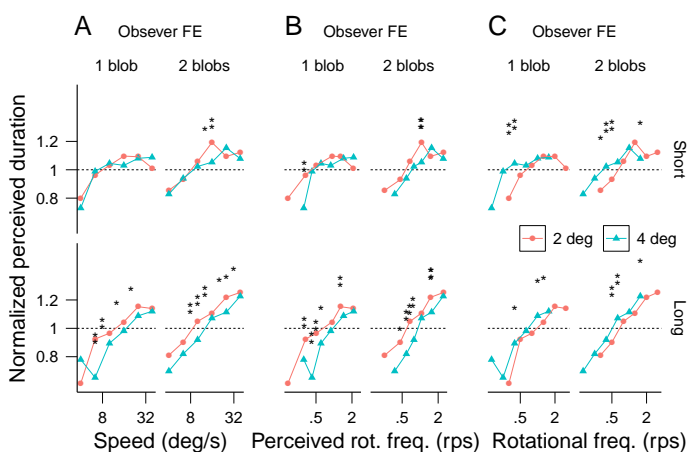 A
Obsever FE
1 blob
2 blobs
B
Obsever FE
1 blob
2 blobs
C
Obsever FE
1 blob
2 blobs
Normalized perceived duration
1.2
1
0.8
Short
2 deg
4 deg
1.2
1
0.8
Long
8
32
8
32
.5
2
.5
2
.5
2
.5
2
Speed (deg/s)
Perceived rot. freq. (rps)
Rotational freq. (rps)